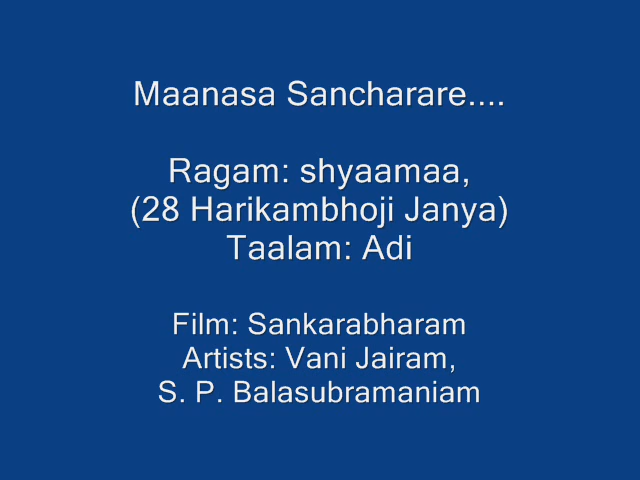 Maanasa Sancharare....
Ragam: shyaamaa,
(28 Harikambhoji Janya)
Taalam: Adi
Film: Sankarabharam
Artists: Vani Jairam,
S. P. Balasubramaniam